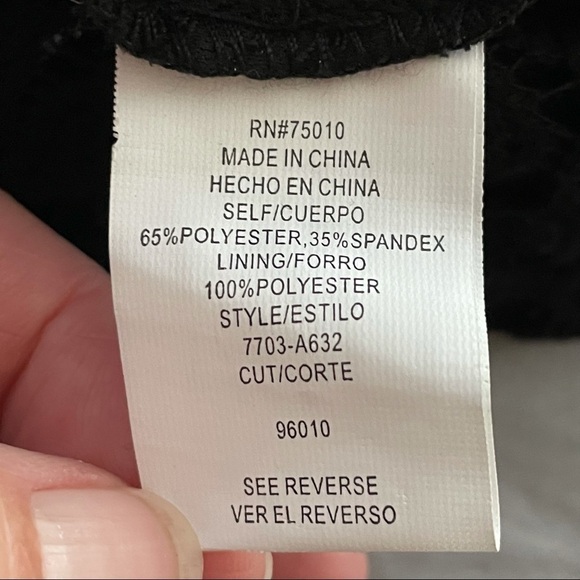 RN#75010
MADE IN CHINA
HECHO EN CHINA
SELF/CUERPO
65%POLYESTER,35%SPANDEX
LINING/FORRO
100%POLYESTER
STYLE/ESTILO
7703-A632
CUT/CORTE
96010
SEE REVERSE
VER EL REVERSO